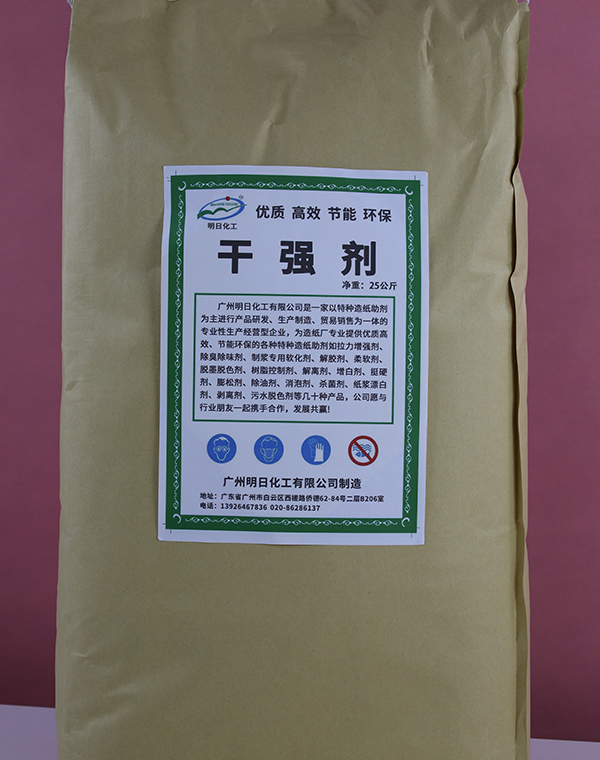 明日化工
优质 高效 节能 环保
干强剂
净重：25公斤
广州明日化工有限公司是一家以特种造纸助剂
为主进行产品研发、生产制造、贸易销售为一体的
专业性生产经营型企业，为造纸厂专业提供优质高
效、节能环保的各种特种造纸助剂如拉力增强剂、
除臭除味剂、制浆专用软化剂、解胶剂、柔软剂、
脱墨脱色剂、树脂控制剂、解离剂、增白剂、挺硬
剂、膨松剂、除油剂、消泡剂、杀菌剂、纸浆漂白
剂、剥离剂、污水脱色剂等几十种产品，公司愿与
行业朋友一起携手合作，发展共赢!
广州明日化工有限公司制造
地址：广东省广州市白云区西槎路侨德62-84号二层B206室
电话：13926467836 020-86286137